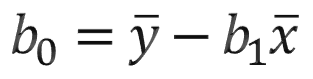 b₀ = y̅ − b₁x̅